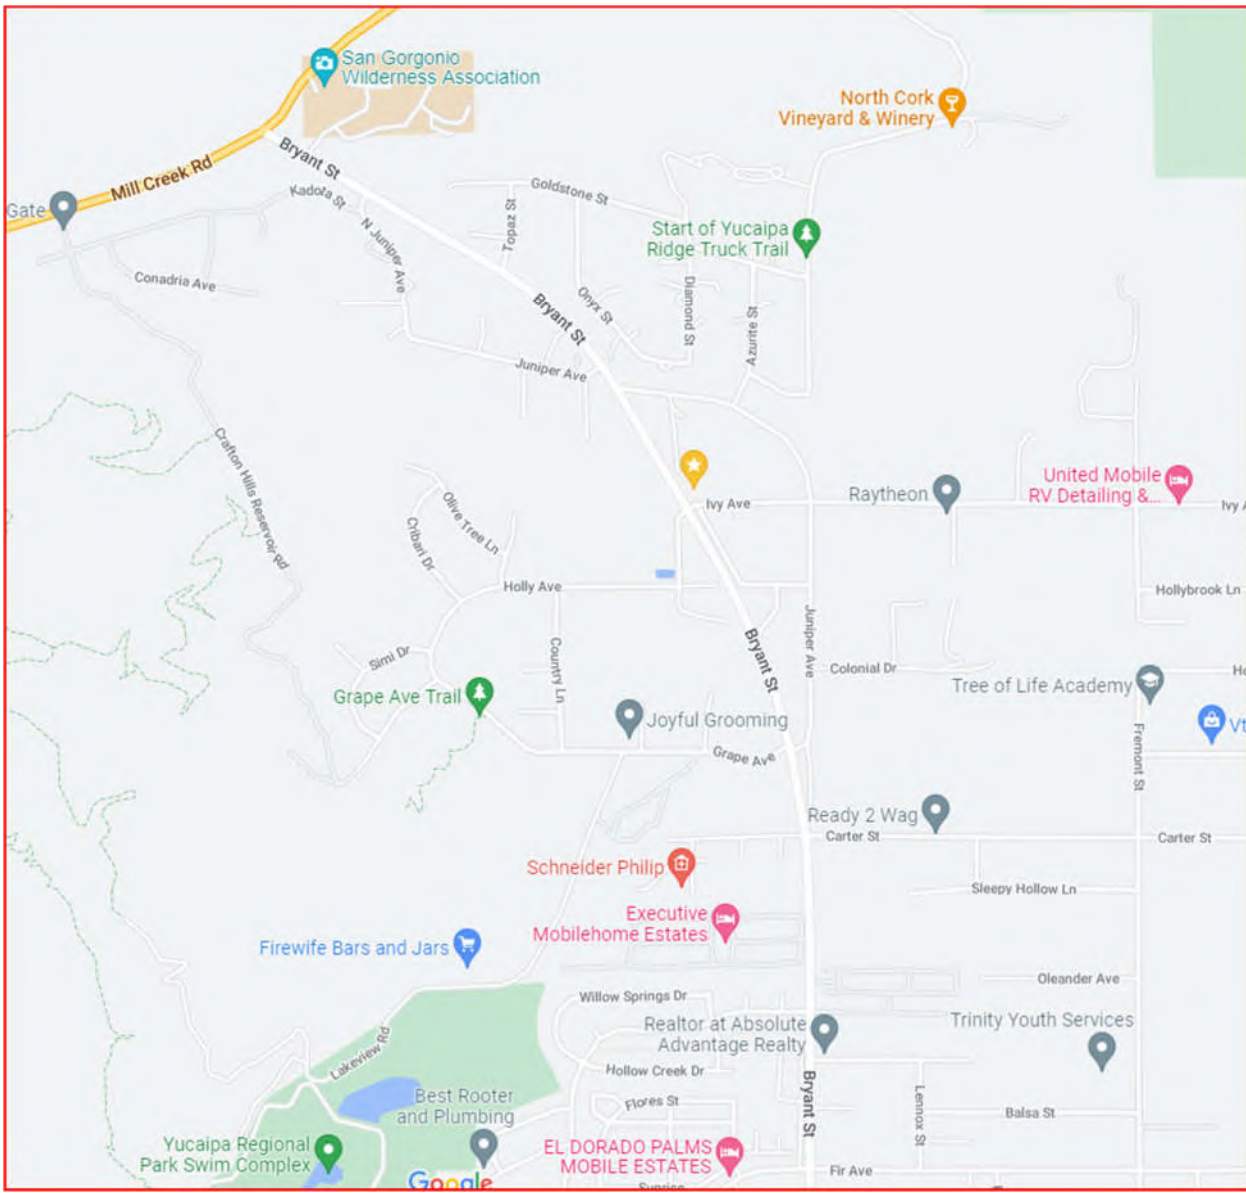 San Gorgonio
Wilderness Association
North Cork
Vineyard & Winery
Bryant St
Mill Creek Rd
Kadota St
Goldstone St
Gate
Topaz St
N Juniper Ave
Start of Yucaipa
Ridge Truck Trail
Conadria Ave
Onyx St
Diamond St
Bryant St
Azurite St
Juniper Ave
Crafton Hills Reservoir Rd
Olive Tree Ln
Cribari Dr
Ivy Ave
Raytheon
United Mobile
RV Detailing &...
Ivy A
Holly Ave
Hollybrook Ln
Juniper Ave
Bryant St
Simi Dr
Country Ln
Colonial Dr
Ho
Grape Ave Trail
Tree of Life Academy
Joyful Grooming
Vt
Grape Ave
Fremont St
Ready 2 Wag
Carter St
Carter St
Schneider Philip
Sleepy Hollow Ln
Executive
Mobilehome Estates
Firewife Bars and Jars
Oleander Ave
Willow Springs Dr
Realtor at Absolute
Advantage Realty
Trinity Youth Services
Lakeview Rd
Hollow Creek Dr
Bryant St
Best Rooter
and Plumbing
Flores St
Lennox St
Balsa St
Yucaipa Regional
Park Swim Complex
EL DORADO PALMS
MOBILE ESTATES
Fir Ave
Google